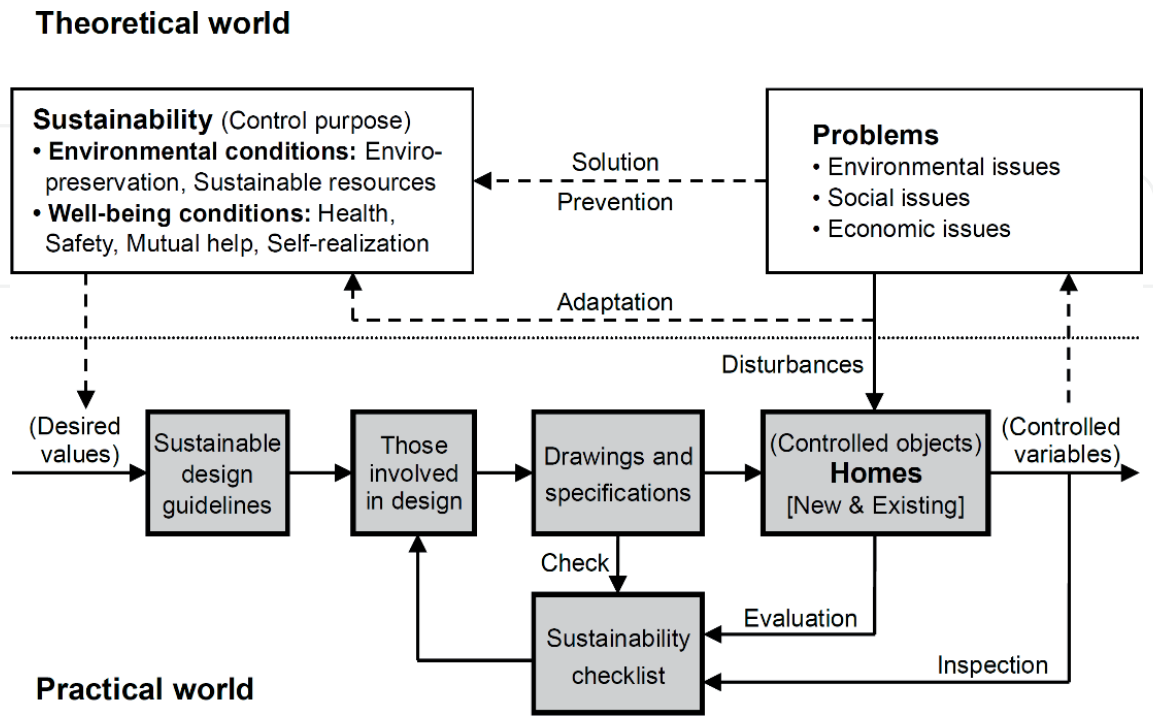 Theoretical world
Sustainability (Control purpose)
• Environmental conditions: Enviro-
preservation, Sustainable resources
• Well-being conditions: Health,
Safety, Mutual help, Self-realization
Solution
Prevention
Problems
• Environmental issues
• Social issues
• Economic issues
Adaptation
Disturbances
(Desired
values)
Sustainable
design
guidelines
Those
involved
in design
Drawings and
specifications
(Controlled objects)
Homes
[New & Existing]
(Controlled
variables)
Check
Evaluation
Sustainability
checklist
Inspection
Practical world